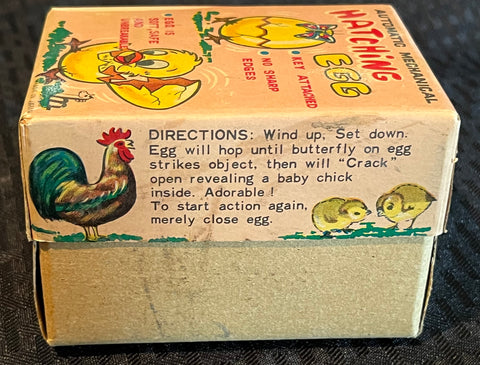 AUTOMATIC MECHANICAL
HATCHING
EGG
• KEY ATTACHED
• NO SHARP
EDGES
• EGG IS
SOFT, SAFE
AND
UNBREAKABLE
DIRECTIONS: Wind up, Set down.
Egg will hop until butterfly on egg
strikes object, then will "Crack"
open revealing a baby chick
inside. Adorable !
To start action again,
merely close egg.